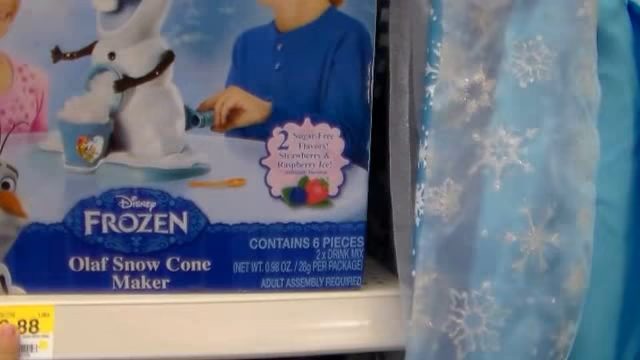 2 Sugar-Free
Flavors!
Strawberry &
Raspberry Ice!
Disney
FROZEN
Olaf Snow Cone
Maker
CONTAINS 6 PIECES
2 x DRINK MIX
(NET WT. 0.98 OZ. / 28g PER PACKAGE)
ADULT ASSEMBLY REQUIRED
.88